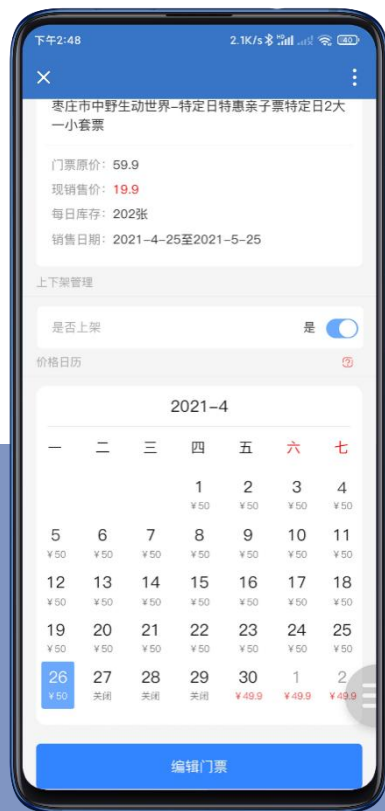 下午2:48 2.1K/s 40
枣庄市中野生动世界-特定日特惠亲子票特定日2大一小套票
门票原价：59.9
现销售价：19.9
每日库存：202张
销售日期：2021-4-25至2021-5-25
上下架管理
是否上架 是
价格日历
2021-4
一 二 三 四 五 六 七
1 2 3 4
¥50 ¥50 ¥50 ¥50
5 6 7 8 9 10 11
¥50 ¥50 ¥50 ¥50 ¥50 ¥50 ¥50
12 13 14 15 16 17 18
¥50 ¥50 ¥50 ¥50 ¥50 ¥50 ¥50
19 20 21 22 23 24 25
¥50 ¥50 ¥50 ¥50 ¥50 ¥50 ¥50
26 27 28 29 30 1 2
¥50 关闭 关闭 关闭 ¥49.9 ¥49.9 ¥49.9
编辑门票